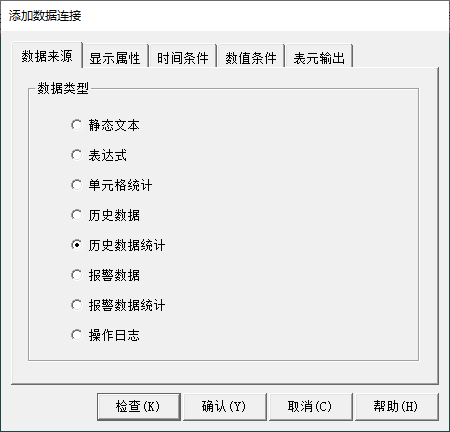 添加数据连接
数据来源 显示属性 时间条件 数值条件 表元输出
数据类型
静态文本
表达式
单元格统计
历史数据
历史数据统计
报警数据
报警数据统计
操作日志
检查(K) 确认(Y) 取消(C) 帮助(H)